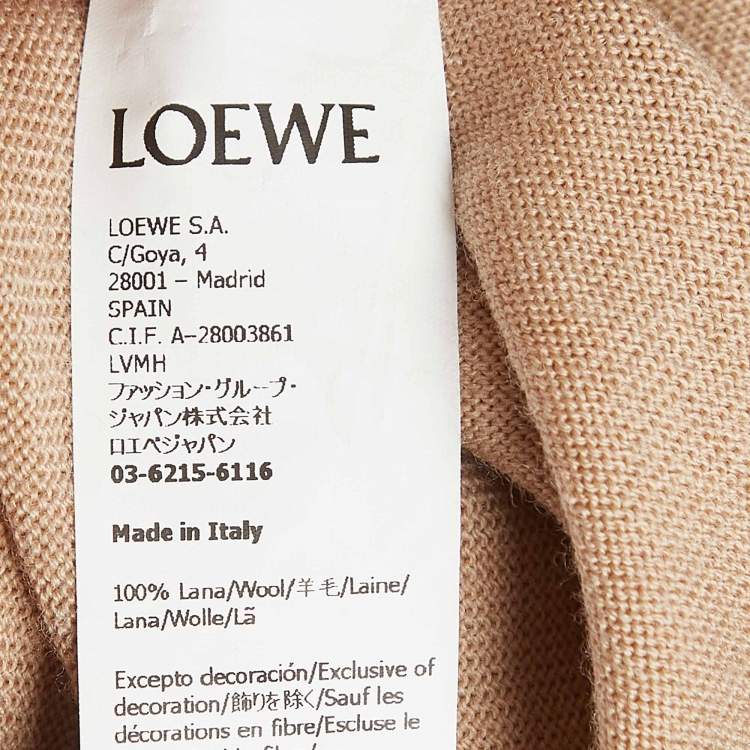 LOEWE
LOEWE S.A.
C/Goya, 4
28001 – Madrid
SPAIN
C.I.F. A–28003861
LVMH
ファッション・グループ・
ジャパン株式会社
ロエベジャパン
03-6215-6116
Made in Italy
100% Lana/Wool/羊毛/Laine/
Lana/Wolle/Lã
Excepto decoración/Exclusive of
decoration/飾りを除く/Sauf les
décorations en fibre/Escluse le